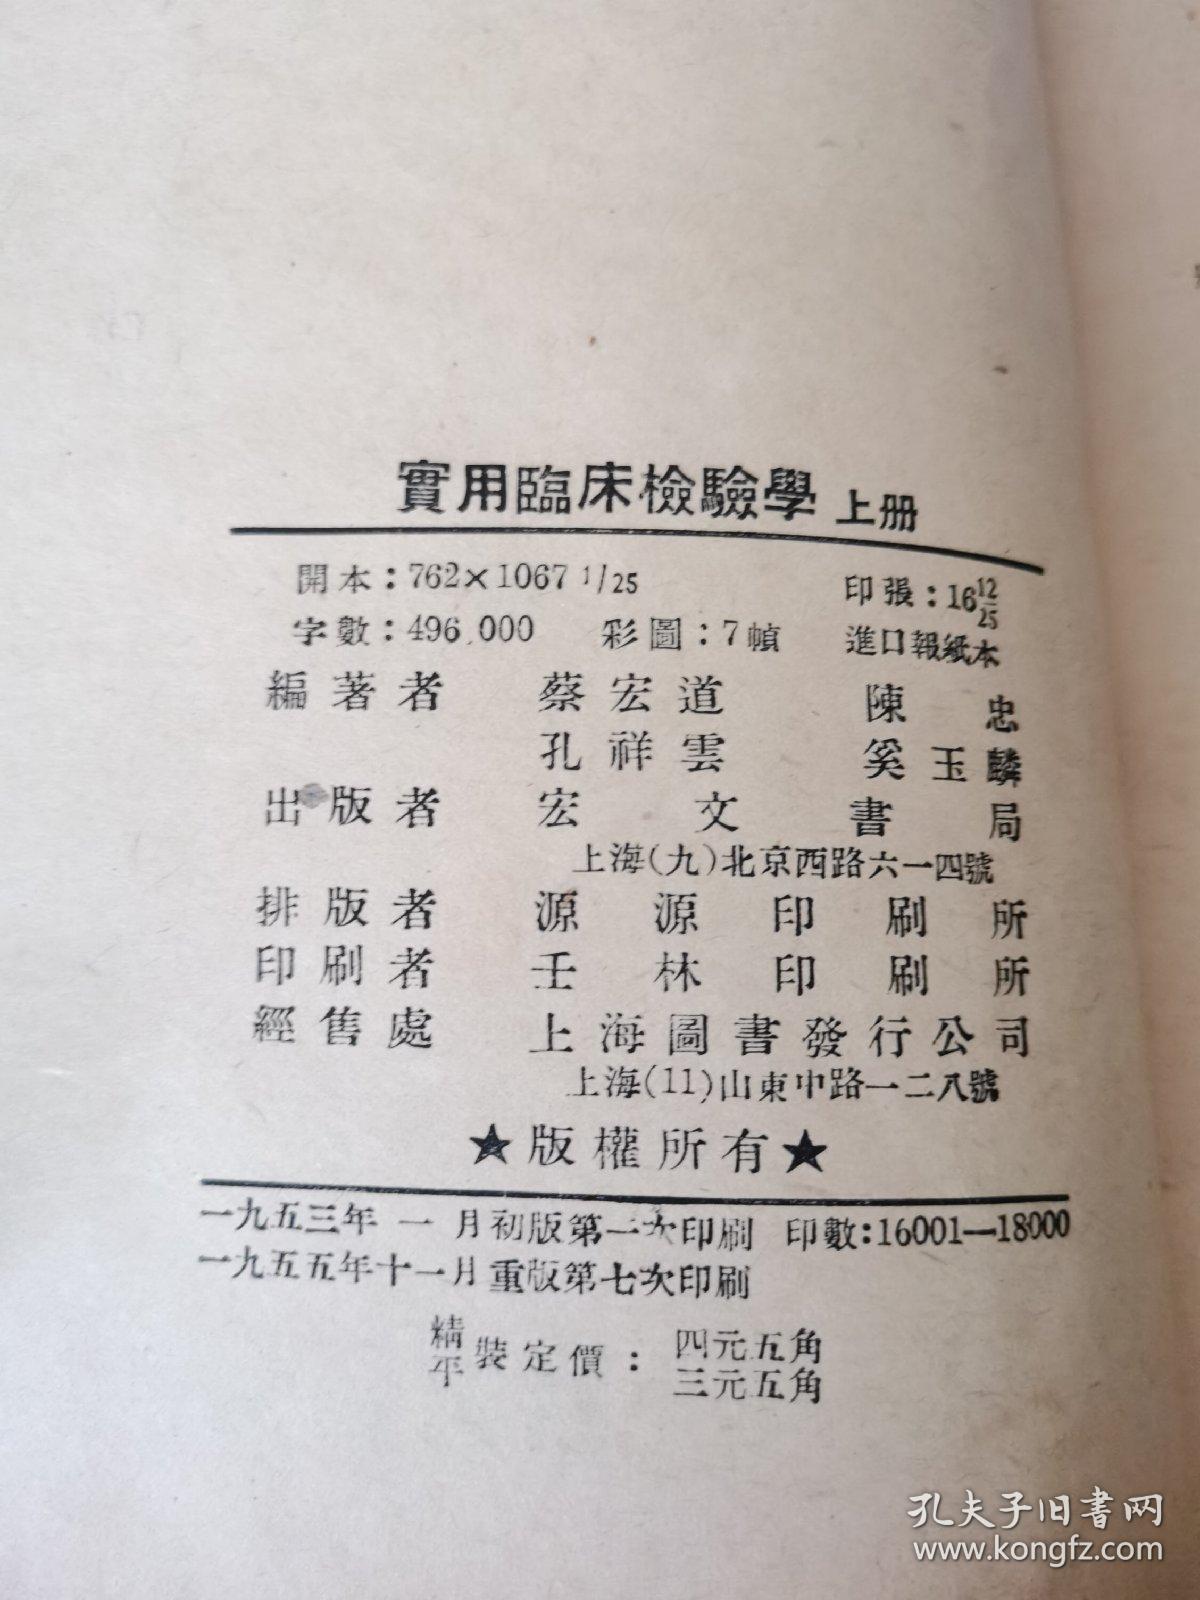 實用臨床檢驗學 上册
開本：762×1067 1/25 印張：16 12/25
字數：496,000 彩圖：7幀 進口報紙本
編著者 蔡宏道 陳忠
孔祥雲 奚玉麟
出版者 宏文書局
上海(九)北京西路六一四號
排版者 源源印刷所
印刷者 壬林印刷所
經售處 上海圖書發行公司
上海(11)山東中路一二八號
★版權所有★
一九五三年 一 月初版第一次印刷 印數：16001—18000
一九五五年十一月重版第七次印刷
精平裝定價： 四元五角
三元五角
孔夫子旧书网
www.kongfz.com